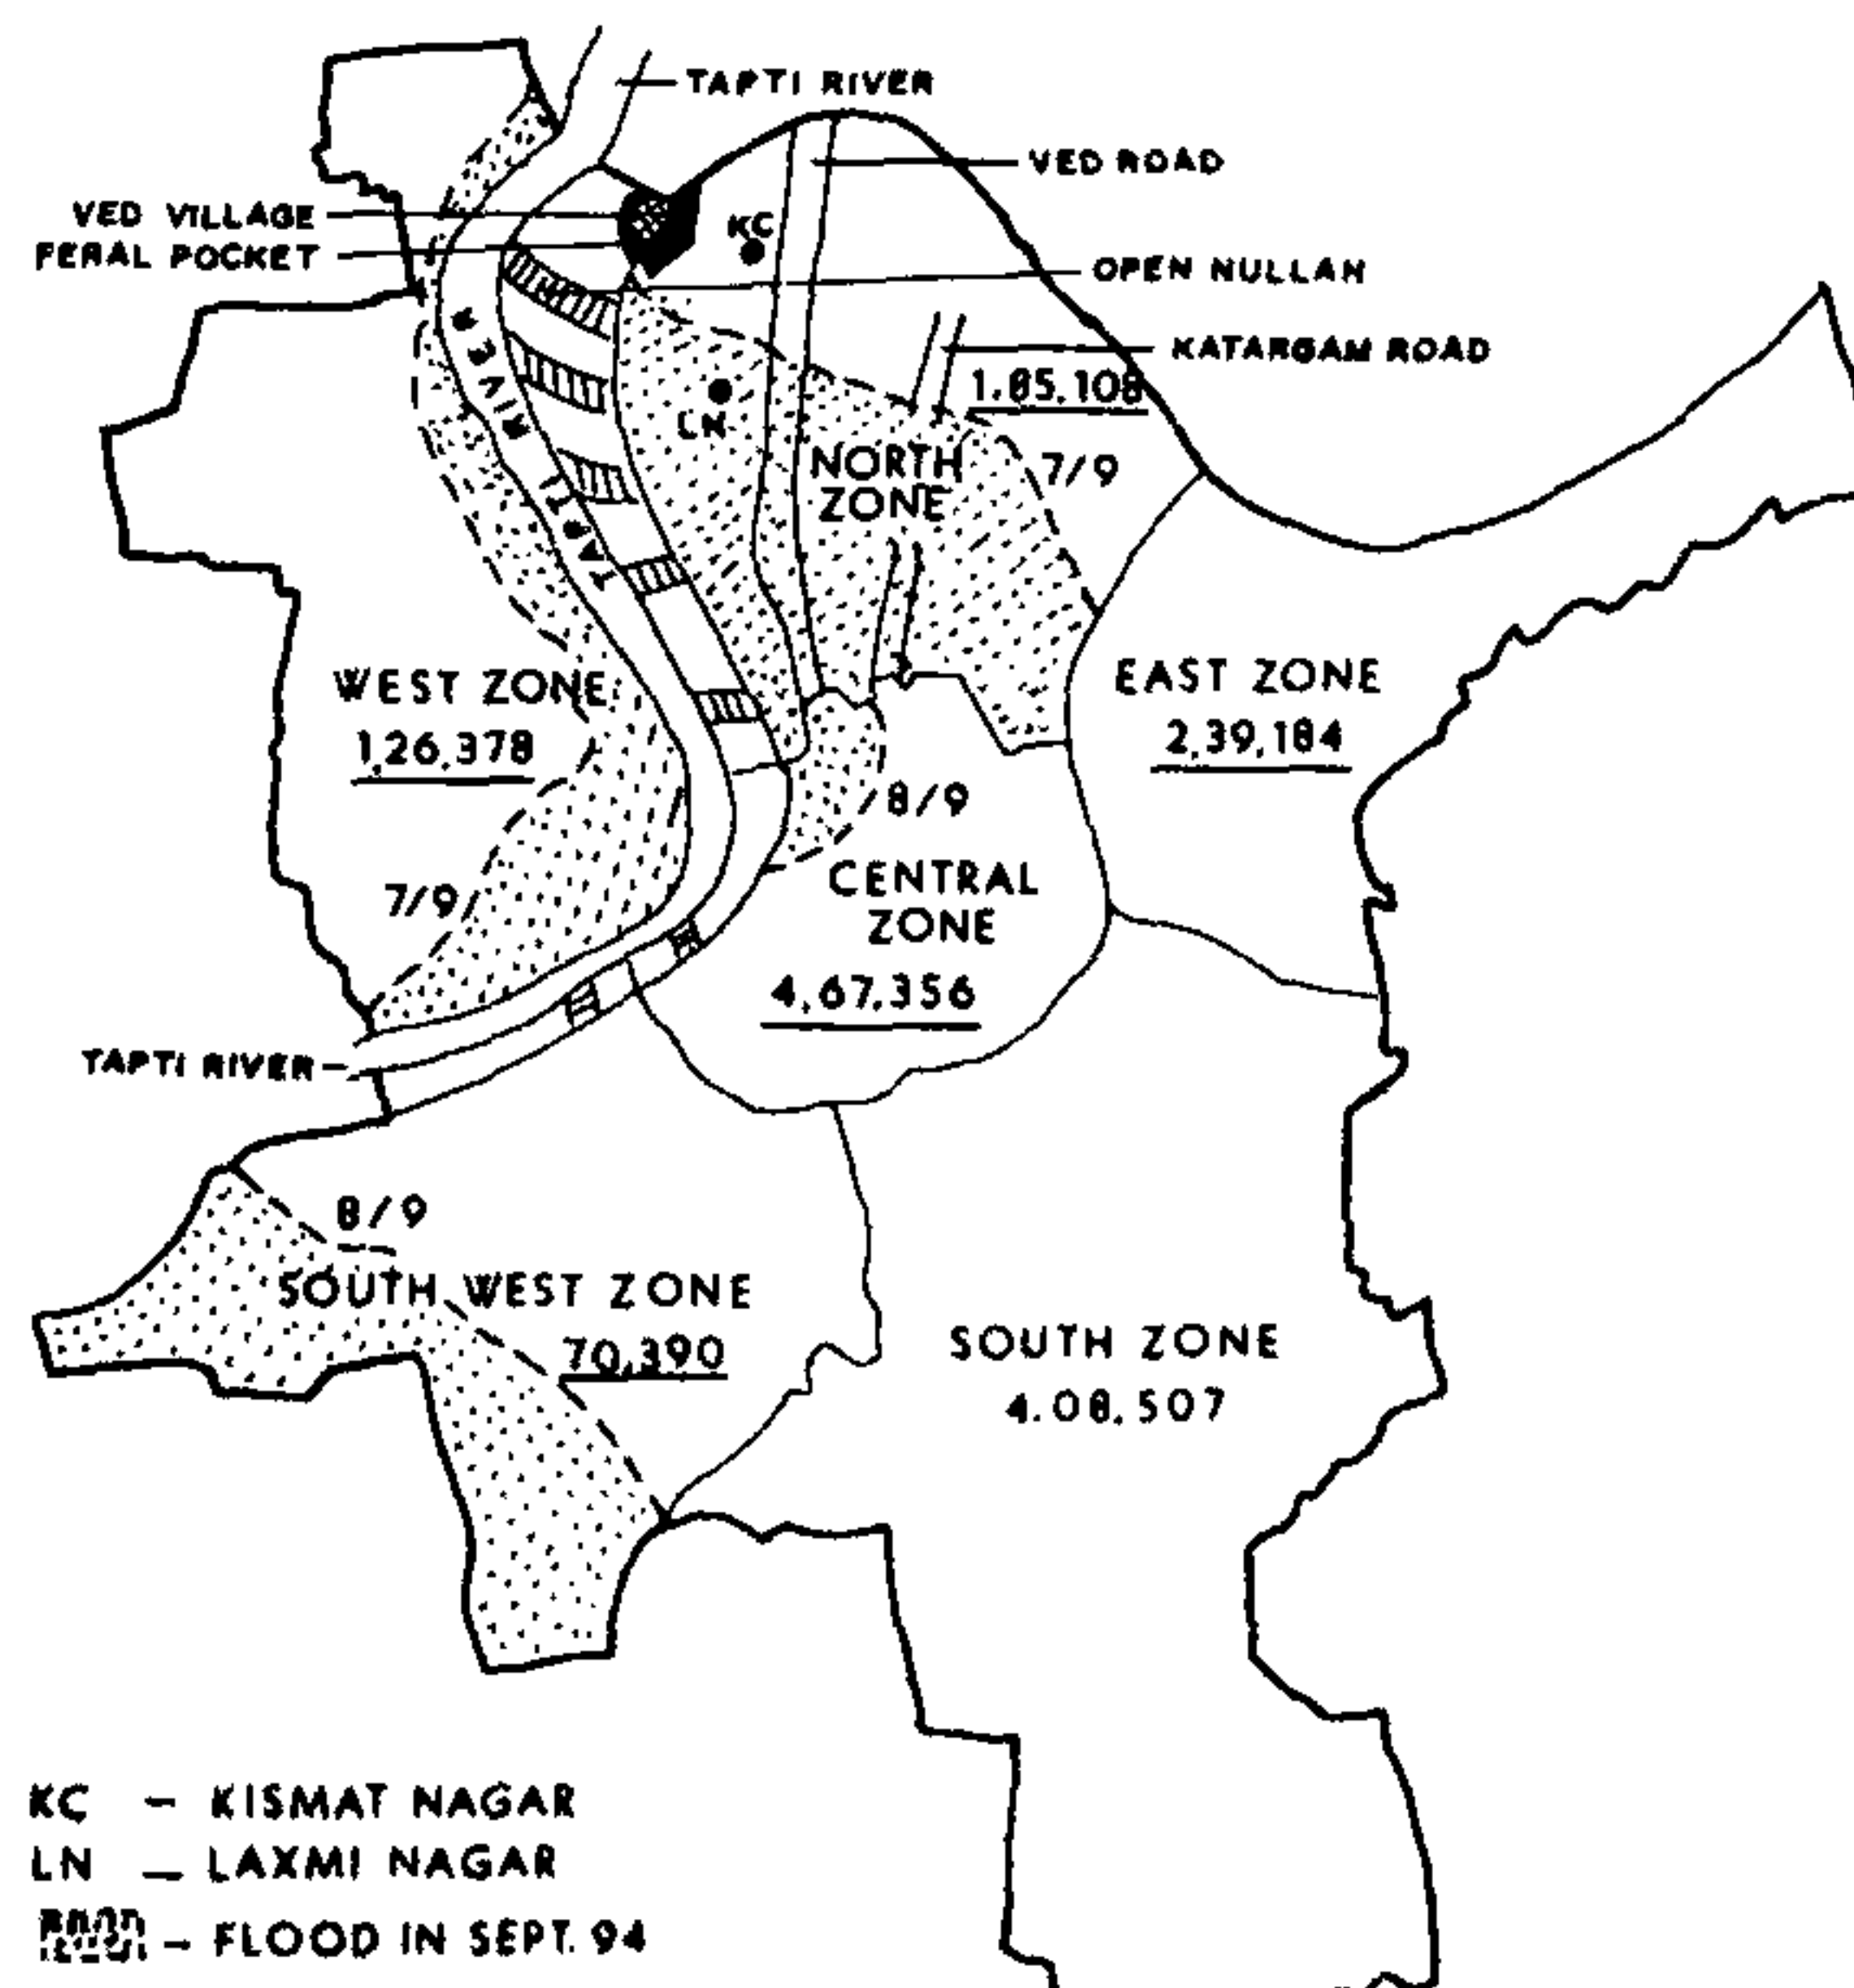 TAPTI RIVER
VED ROAD
VED VILLAGE
FERAL POCKET
KC
OPEN NULLAH
KATARGAM ROAD
1,85,108
RIVER
LN
NORTH
ZONE
7/9
TAPTI
WEST ZONE
1,26,378
EAST ZONE
2,39,184
8/9
7/9
CENTRAL
ZONE
4,67,356
TAPTI RIVER
8/9
SOUTH WEST ZONE
70,390
SOUTH ZONE
4.08.507
KC - KISMAT NAGAR
LN - LAXMI NAGAR
- FLOOD IN SEPT. 94